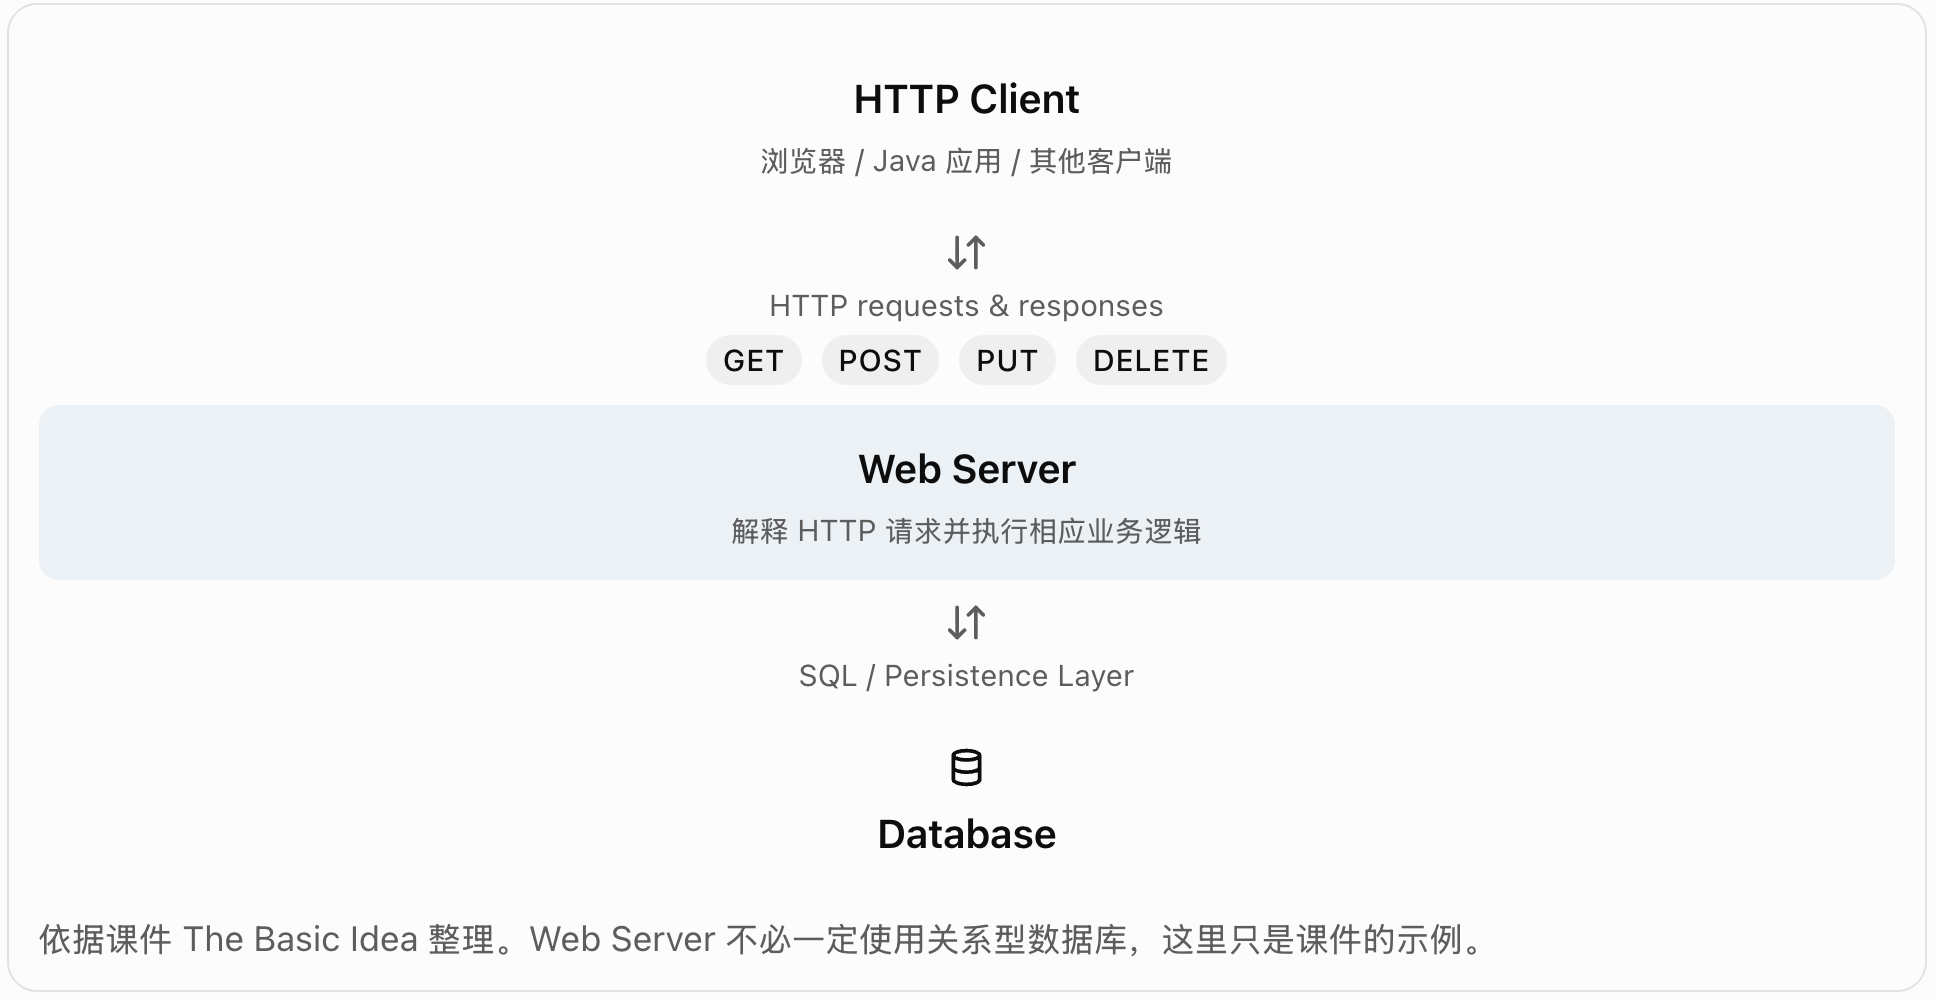 HTTP Client
浏览器 / Java 应用 / 其他客户端
HTTP requests & responses
GET POST PUT DELETE
Web Server
解释 HTTP 请求并执行相应业务逻辑
SQL / Persistence Layer
Database
依据课件 The Basic Idea 整理。Web Server 不必一定使用关系型数据库，这里只是课件的示例。